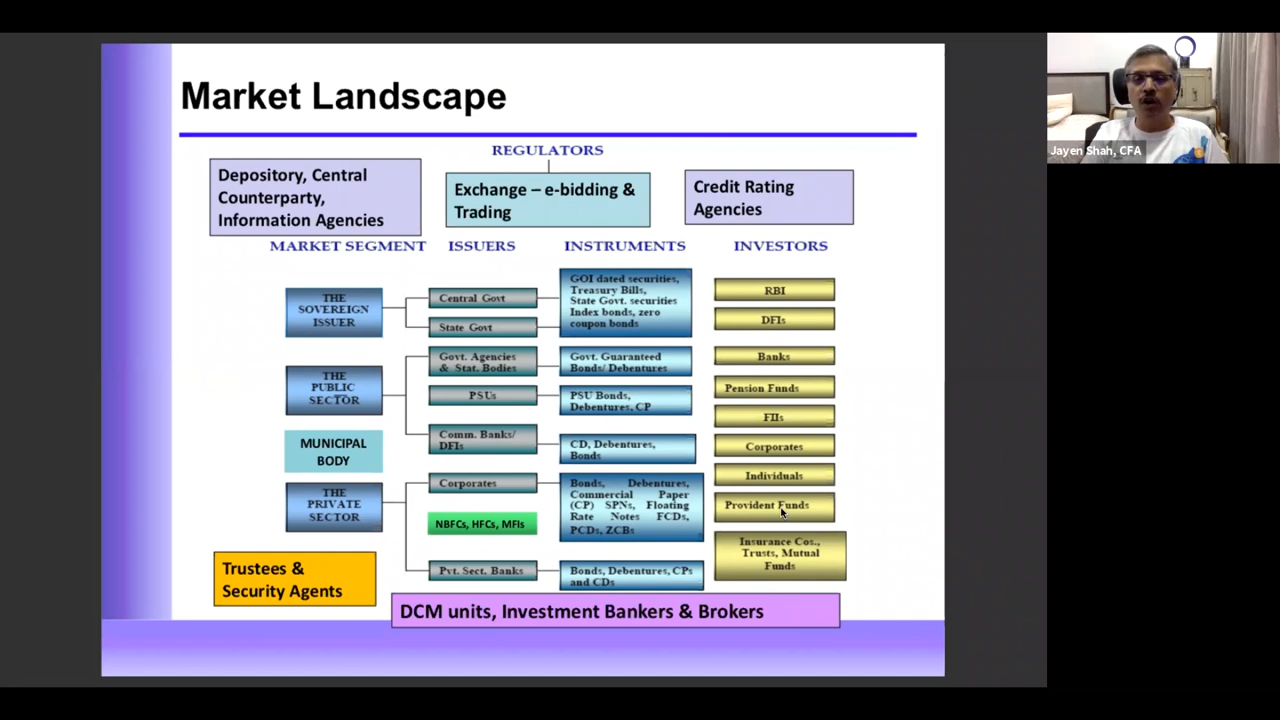 Market Landscape
REGULATORS
Depository, Central
Counterparty,
Information Agencies
Exchange – e-bidding &
Trading
Credit Rating
Agencies
MARKET SEGMENT
ISSUERS
INSTRUMENTS
INVESTORS
THE
SOVEREIGN
ISSUER
Central Govt
State Govt
GOI dated securities,
Treasury Bills,
State Govt. securities
Index bonds, zero
coupon bonds
THE
PUBLIC
SECTOR
Govt. Agencies
& Stat. Bodies
Govt. Guaranteed
Bonds/ Debentures
PSUs
PSU Bonds,
Debentures, CP
Comm. Banks/
DFIs
CD, Debentures,
Bonds
MUNICIPAL
BODY
THE
PRIVATE
SECTOR
Corporates
Bonds, Debentures,
Commercial Paper
(CP) SPNs, Floating
Rate Notes FCDs,
PCDs, ZCBs
NBFCs, HFCs, MFIs
Pvt. Sect. Banks
Bonds, Debentures, CPs
and CDs
RBI
DFIs
Banks
Pension Funds
FIIs
Corporates
Individuals
Provident Funds
Insurance Cos.,
Trusts, Mutual
Funds
Trustees &
Security Agents
DCM units, Investment Bankers & Brokers
Jayen Shah, CFA